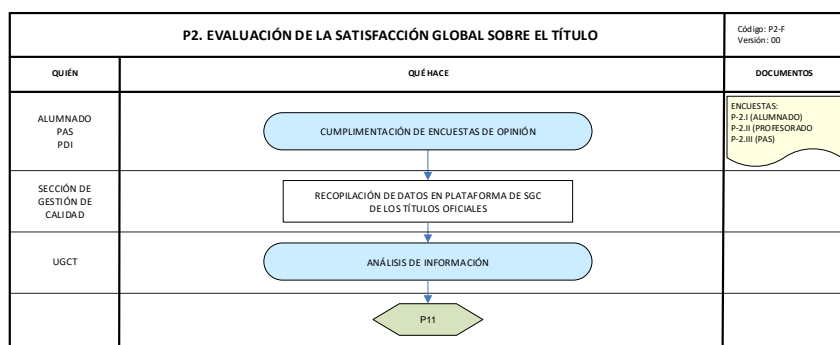 P2. EVALUACIÓN DE LA SATISFACCIÓN GLOBAL SOBRE EL TÍTULO
Código: P2-F
Versión: 00
QUIÉN
QUÉ HACE
DOCUMENTOS
ALUMNADO
PAS
PDI
CUMPLIMENTACIÓN DE ENCUESTAS DE OPINIÓN
ENCUESTAS:
P-2.I (ALUMNADO)
P-2.II (PROFESORADO
P-2.III (PAS)
SECCIÓN DE
GESTIÓN DE
CALIDAD
RECOPILACIÓN DE DATOS EN PLATAFORMA DE SGC
DE LOS TÍTULOS OFICIALES
UGCT
ANÁLISIS DE INFORMACIÓN
P11